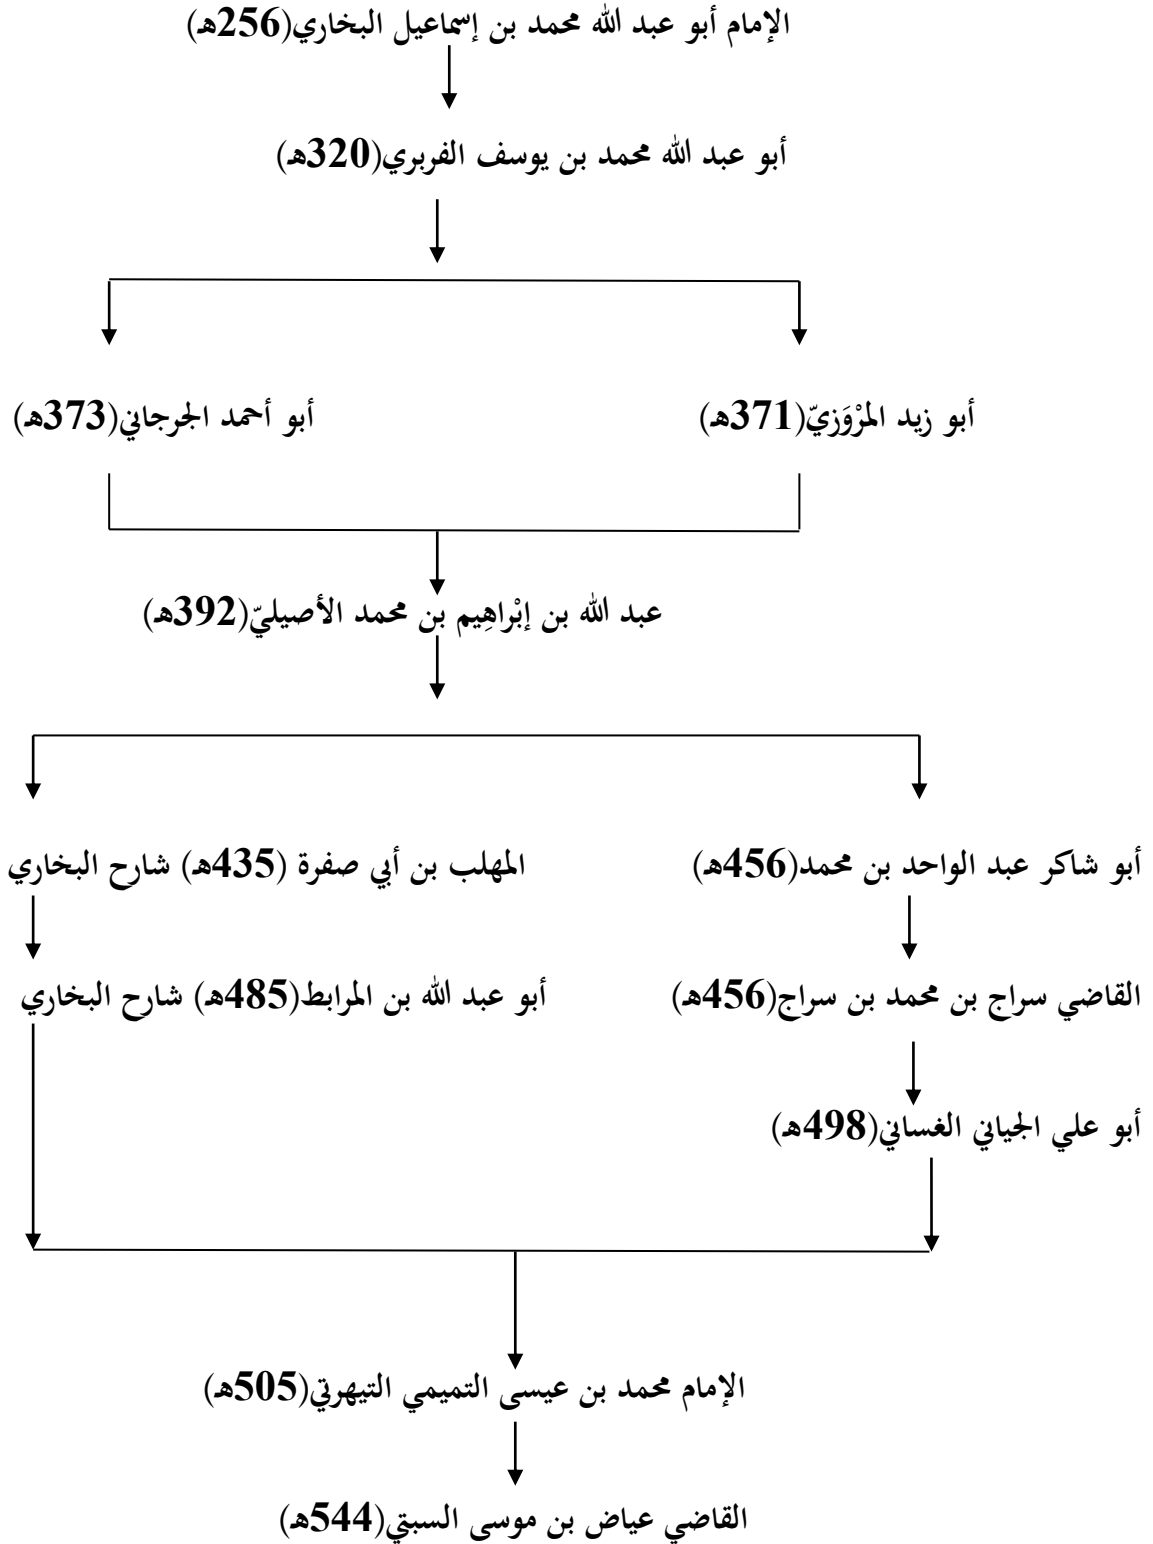 الإمام أبو عبد الله محمد بن إسماعيل البخاري(256هـ)
أبو عبد الله محمد بن يوسف الفربري(320هـ)
أبو زيد المرْوَزيّ(371هـ)
أبو أحمد الجرجاني(373هـ)
عبد الله بن إبْراهِيم بن محمد الأصيليّ(392هـ)
أبو شاكر عبد الواحد بن محمد(456هـ)
المهلب بن أبي صفرة (435هـ) شارح البخاري
القاضي سراج بن محمد بن سراج(456هـ)
أبو عبد الله بن المرابط(485هـ) شارح البخاري
أبو علي الجياني الغساني(498هـ)
الإمام محمد بن عيسى التميمي التيهرتي(505هـ)
القاضي عياض بن موسى السبتي(544هـ)